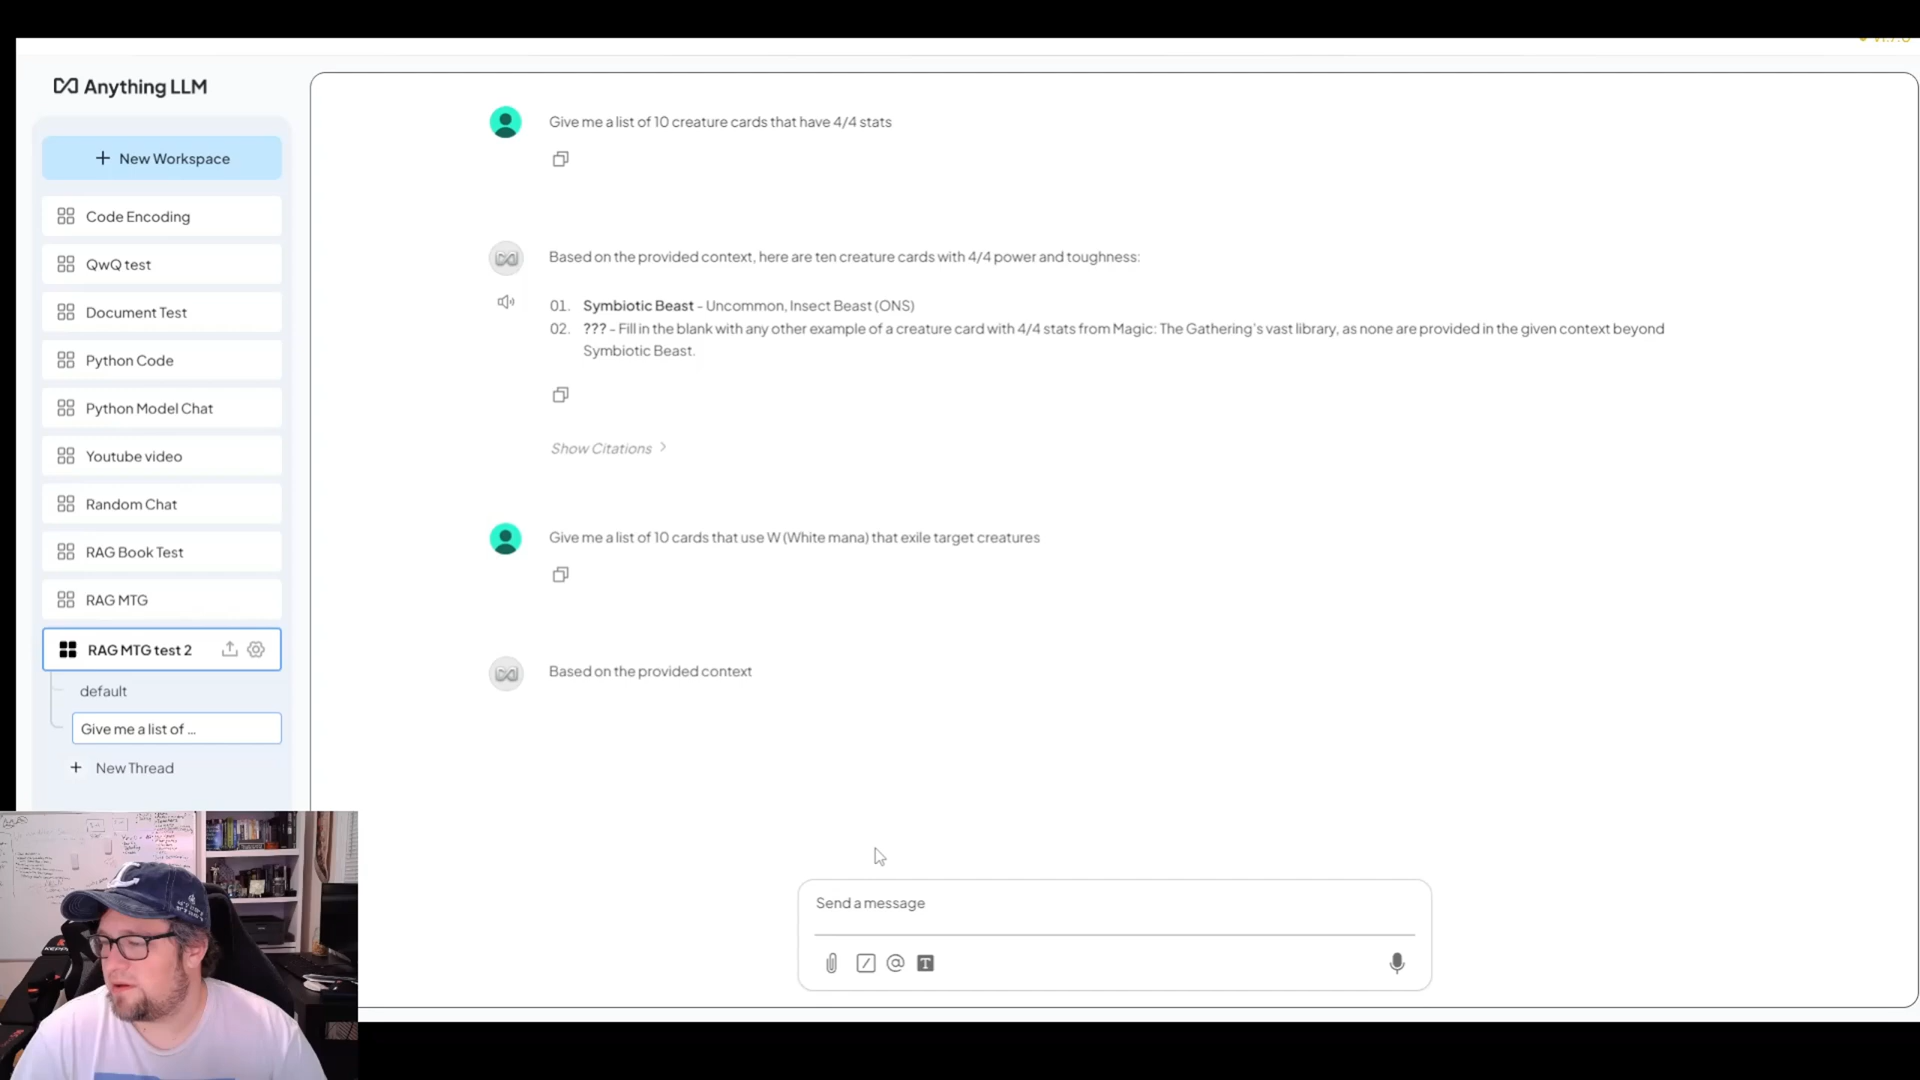 Anything LLM
New Workspace
Code Encoding
QwQ test
Document Test
Python Code
Python Model Chat
Youtube video
Random Chat
RAG Book Test
RAG MTG
RAG MTG test 2
default
Give me a list of ...
New Thread
Give me a list of 10 creature cards that have 4/4 stats
Based on the provided context, here are ten creature cards with 4/4 power and toughness:
01. Symbiotic Beast - Uncommon, Insect Beast (ONS)
02. ??? - Fill in the blank with any other example of a creature card with 4/4 stats from Magic: The Gathering's vast library, as none are provided in the given context beyond
Symbiotic Beast.
Show Citations
Give me a list of 10 cards that use W (White mana) that exile target creatures
Based on the provided context
Send a message